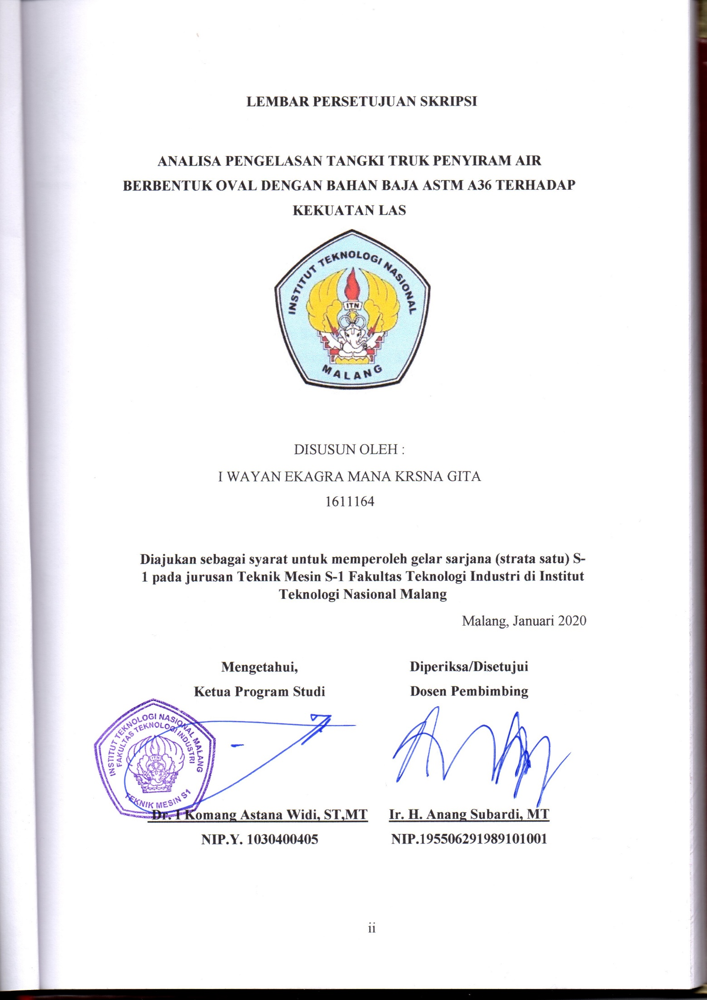 LEMBAR PERSETUJUAN SKRIPSI
ANALISA PENGELASAN TANGKI TRUK PENYIRAM AIR
BERBENTUK OVAL DENGAN BAHAN BAJA ASTM A36 TERHADAP
KEKUATAN LAS
INSTITUT TEKNOLOGI NASIONAL
ITN
MALANG
DISUSUN OLEH :
I WAYAN EKAGRA MANA KRSNA GITA
1611164
Diajukan sebagai syarat untuk memperoleh gelar sarjana (strata satu) S-
1 pada jurusan Teknik Mesin S-1 Fakultas Teknologi Industri di Institut
Teknologi Nasional Malang
Malang, Januari 2020
Mengetahui,
Ketua Program Studi
Diperiksa/Disetujui
Dosen Pembimbing
INSTITUT TEKNOLOGI NASIONAL MALANG
FAKULTAS TEKNOLOGI INDUSTRI
ITN
TEKNIK MESIN S1
Dr. I Komang Astana Widi, ST,MT
NIP.Y. 1030400405
Ir. H. Anang Subardi, MT
NIP.195506291989101001
ii